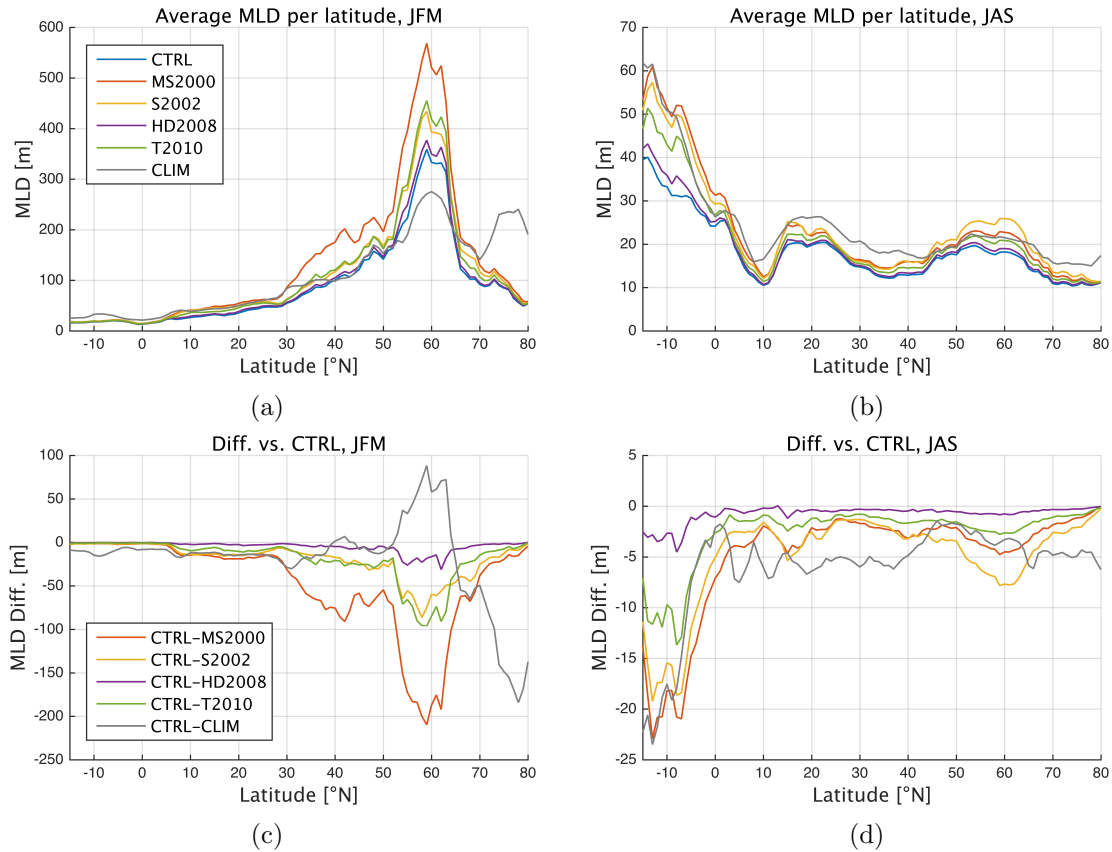 Average MLD per latitude, JFM
MLD [m]
600
500
400
300
200
100
0
CTRL
MS2000
S2002
HD2008
T2010
CLIM
-10 0 10 20 30 40 50 60 70 80
Latitude [°N]
(a)
Average MLD per latitude, JAS
MLD [m]
70
60
50
40
30
20
10
0
-10 0 10 20 30 40 50 60 70 80
Latitude [°N]
(b)
Diff. vs. CTRL, JFM
MLD Diff. [m]
100
50
0
-50
-100
-150
-200
-250
CTRL-MS2000
CTRL-S2002
CTRL-HD2008
CTRL-T2010
CTRL-CLIM
-10 0 10 20 30 40 50 60 70 80
Latitude [°N]
(c)
Diff. vs. CTRL, JAS
MLD Diff. [m]
5
0
-5
-10
-15
-20
-25
-10 0 10 20 30 40 50 60 70 80
Latitude [°N]
(d)